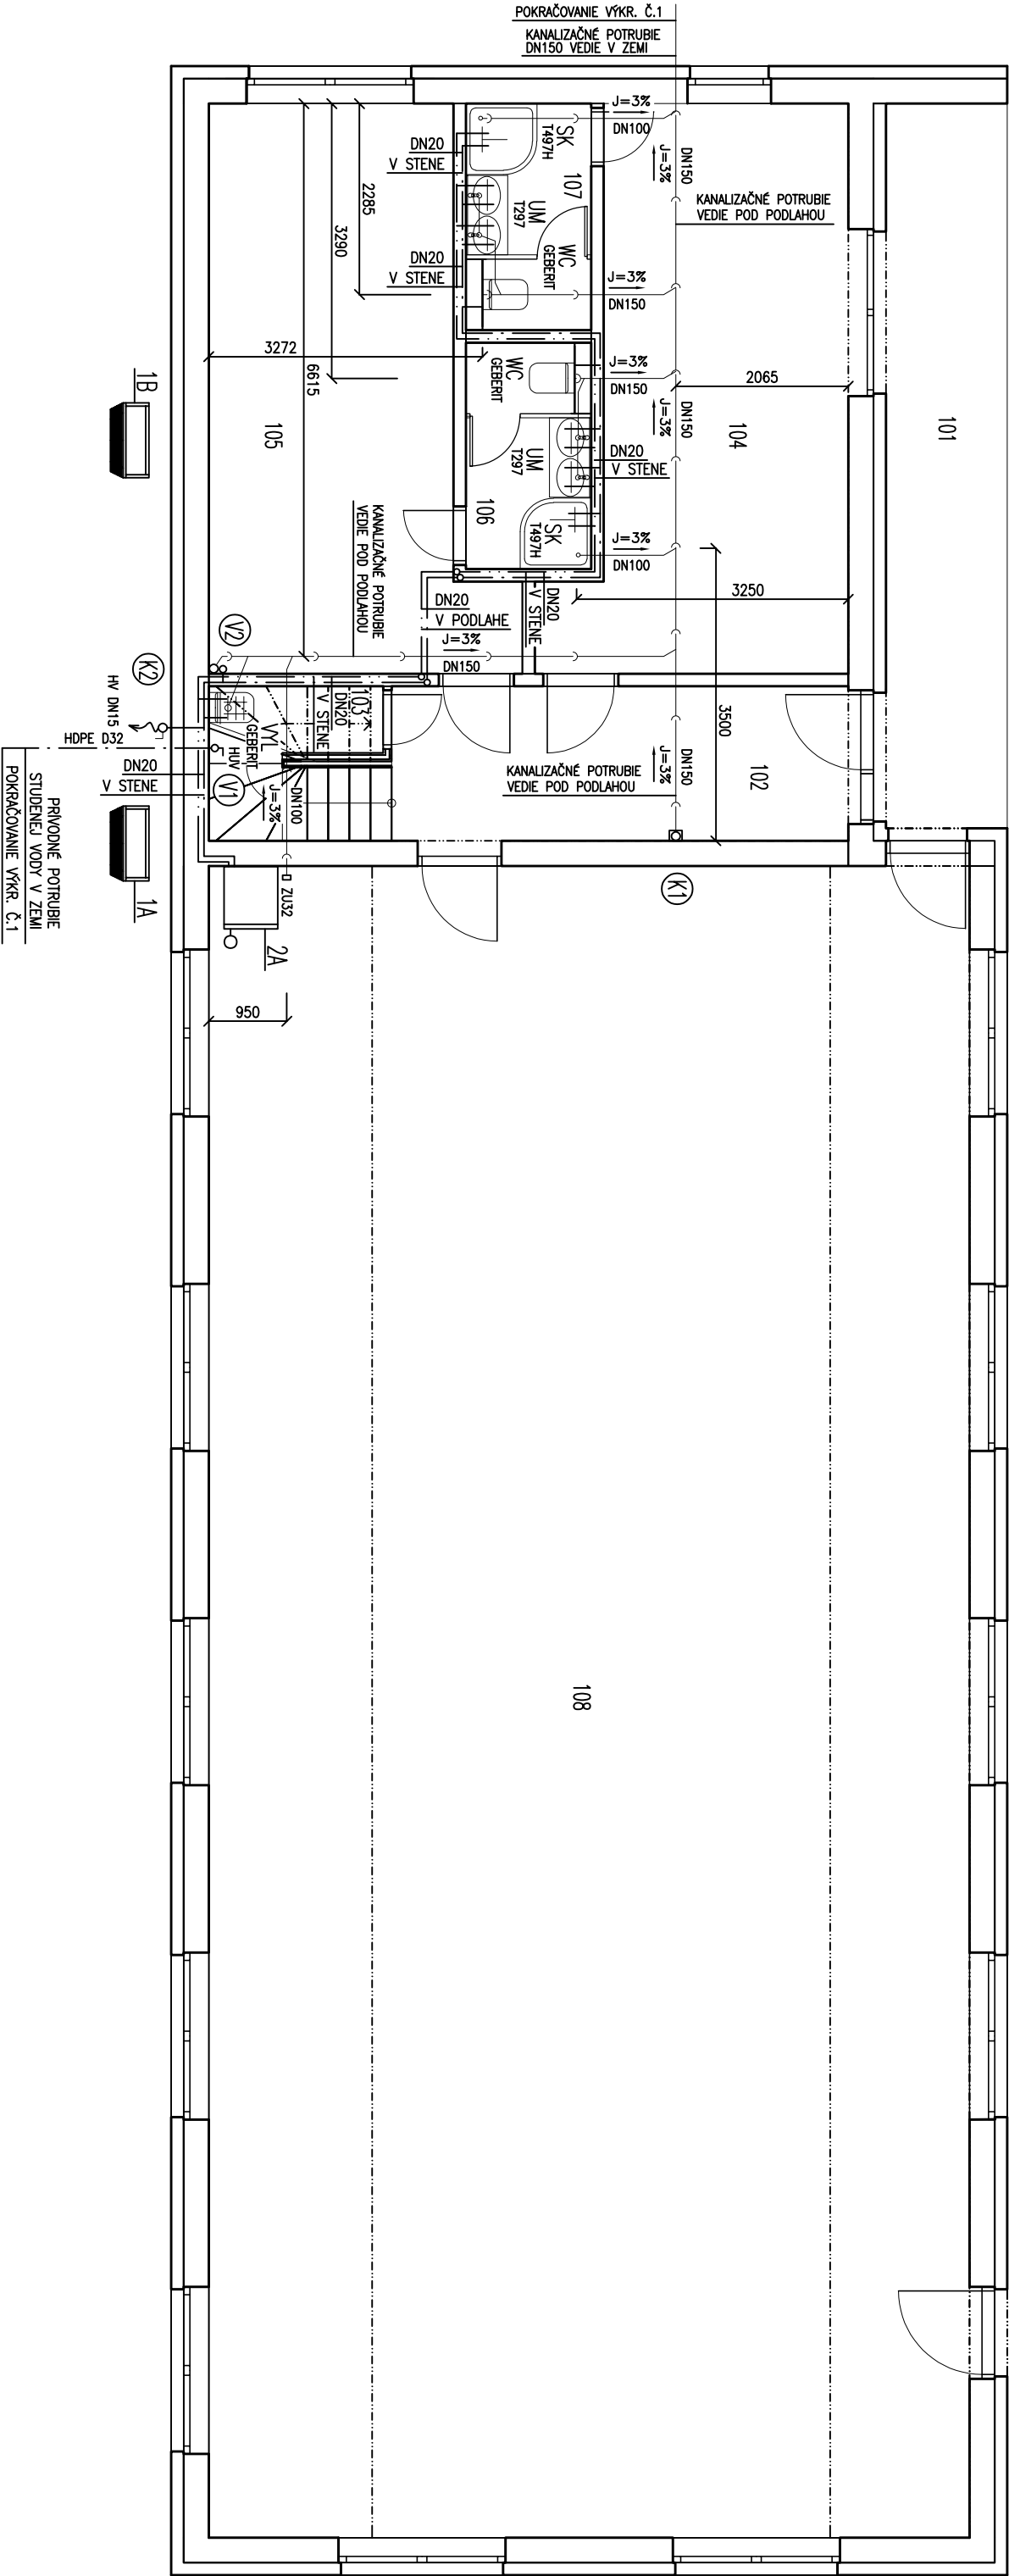 POKRAČOVANIE VÝKR. Č.1
KANALIZAČNÉ POTRUBIE
DN150 VEDIE V ZEMI
J=3%
DN100
DN150
J=3%
KANALIZAČNÉ POTRUBIE
VEDIE POD PODLAHOU
SK
T497H
107
DN20
V STENE
2285
3290
UM
T297
WC
GEBERIT
DN20
V STENE
J=3%
DN150
3272
6615
WC
GEBERIT
J=3%
DN150
2065
DN150
J=3%
104
101
1B
105
UM
T297
DN20
V STENE
106
SK
T497H
J=3%
DN100
KANALIZAČNÉ POTRUBIE
VEDIE POD PODLAHOU
3250
DN20
V STENE
DN20
V PODLAHE
J=3%
DN150
V2
K2
HV DN15
103
DN20
V STENE
3500
VÝL
GEBERIT
HUV
HDPE D32
DN20
V STENE
V1
DN100
J=3%
KANALIZAČNÉ POTRUBIE
VEDIE POD PODLAHOU
DN150
J=3%
102
PRÍVODNÉ POTRUBIE
STUDENEJ VODY V ZEMI
POKRAČOVANIE VÝKR. Č.1
1A
ZU32
K1
2A
950
108